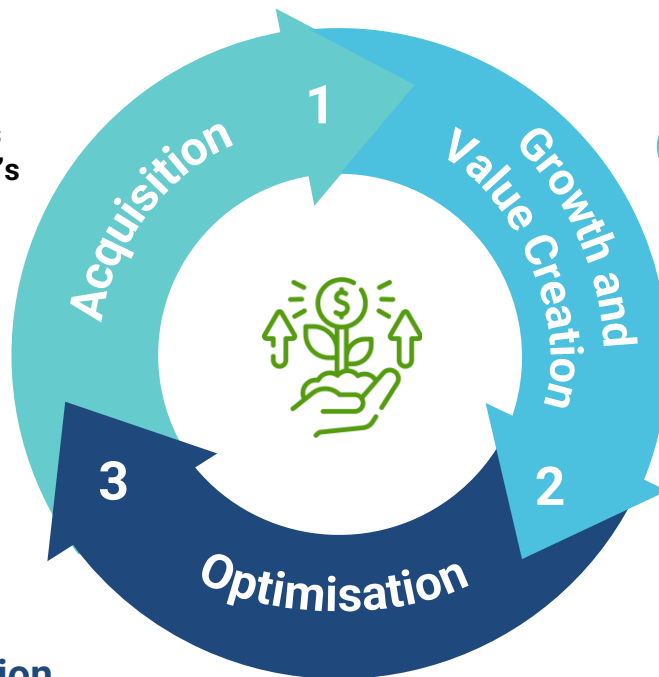 1
Acquisition
Growth and
Value Creation
2
3
Optimisation
$